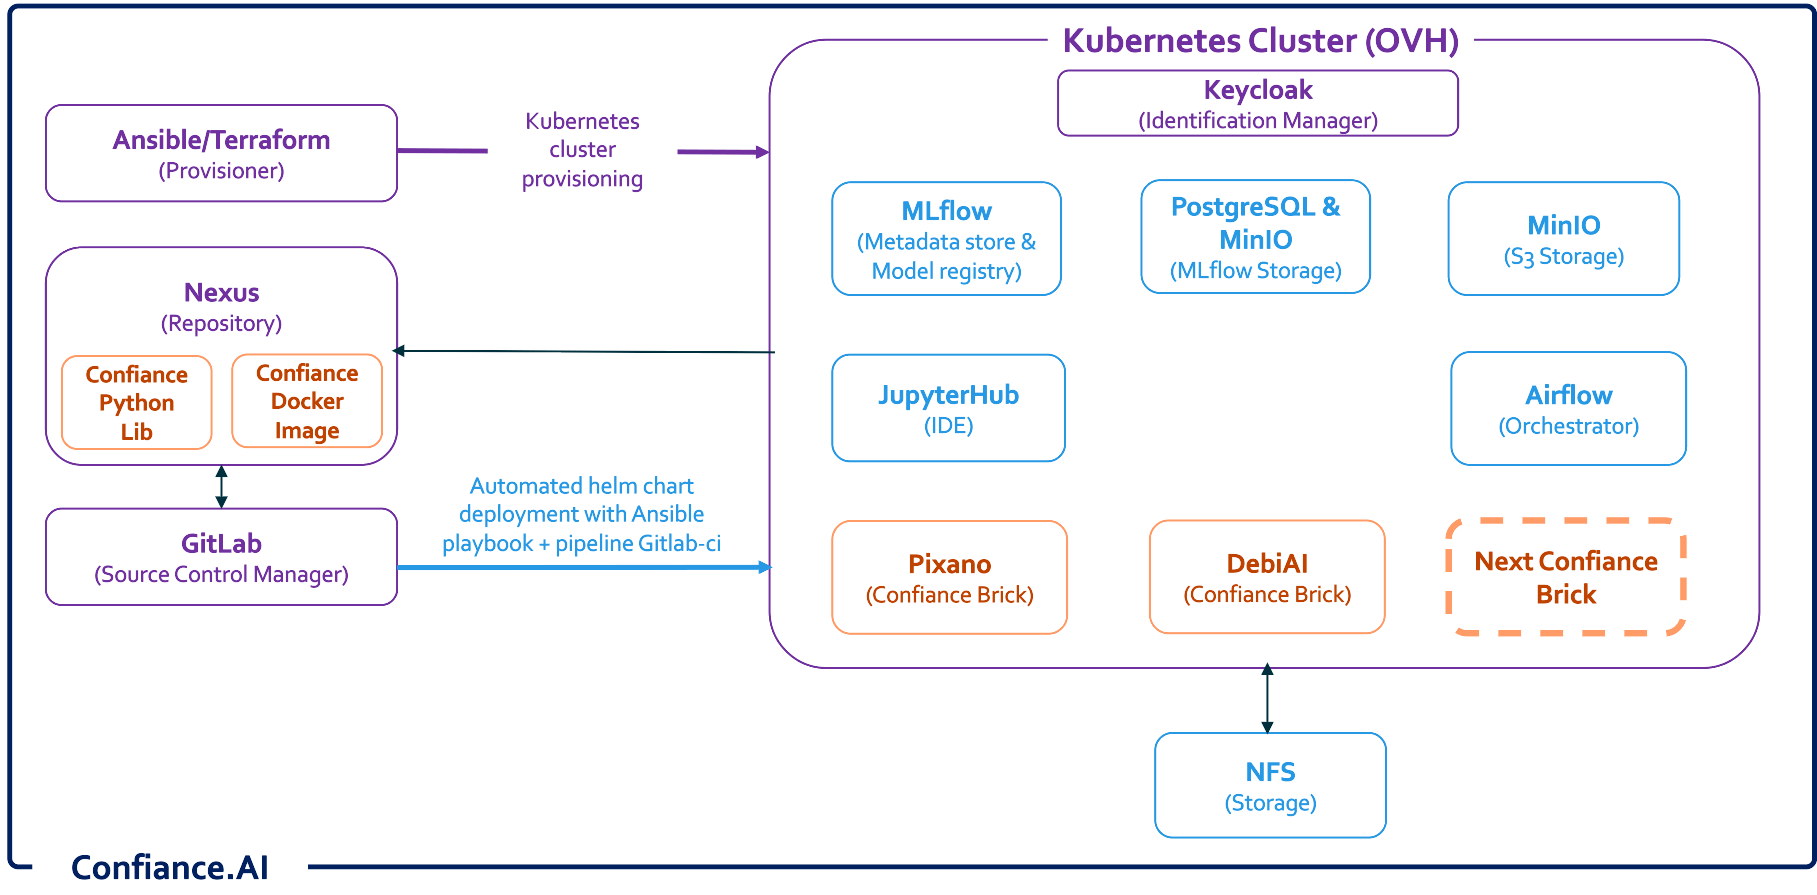 Kubernetes Cluster (OVH)
Keycloak
(Identification Manager)
Ansible/Terraform
(Provisioner)
Kubernetes
cluster
provisioning
MLflow
(Metadata store &
Model registry)
PostgreSQL &
MinIO
(MLflow Storage)
MinIO
(S3 Storage)
Nexus
(Repository)
Confiance
Python
Lib
Confiance
Docker
Image
JupyterHub
(IDE)
Airflow
(Orchestrator)
GitLab
(Source Control Manager)
Automated helm chart
deployment with Ansible
playbook + pipeline Gitlab-ci
Pixano
(Confiance Brick)
DebiAI
(Confiance Brick)
Next Confiance
Brick
NFS
(Storage)
Confiance.AI